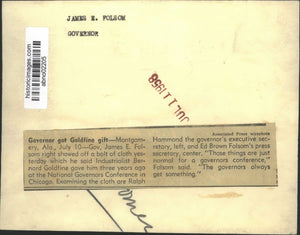 JAMES E. FOLSOM
GOVERNOR
historicimages.com
abno02205
JUL 11 1958
Associated Press wirephoto
Governor got Goldfine gift—Montgom-
ery, Ala., July 10—Gov. James E. Fol-
som right showed off a bolt of cloth yes-
terday which he said Industrialist Ber-
nard Goldfine gave him three years ago
at the National Governors Conference in
Chicago. Examining the cloth are Ralph
Hammond the governor's executive sec-
retary, left, and Ed Brown Folsom's press
secretary, center. "Those things are just
normal for a governors conference,"
Folsom said. "The governors always
get something."